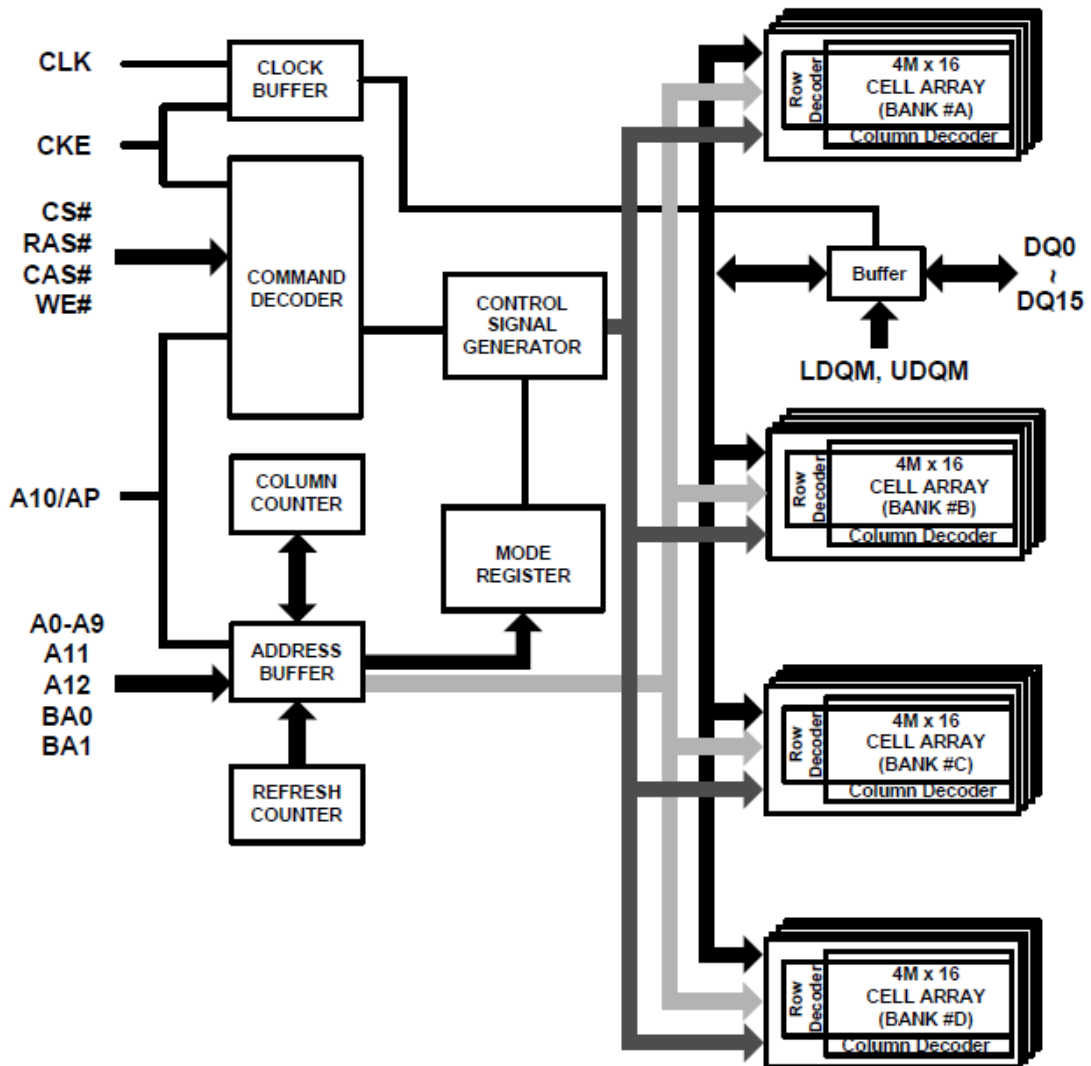 CLK
CLOCK
BUFFER
CKE
CS#
RAS#
CAS#
WE#
COMMAND
DECODER
CONTROL
SIGNAL
GENERATOR
A10/AP
COLUMN
COUNTER
MODE
REGISTER
A0-A9
A11
A12
BA0
BA1
ADDRESS
BUFFER
REFRESH
COUNTER
Row
Decoder
4M x 16
CELL ARRAY
(BANK #A)
Column Decoder
Buffer
DQ0
~
DQ15
LDQM, UDQM
Row
Decoder
4M x 16
CELL ARRAY
(BANK #B)
Column Decoder
Row
Decoder
4M x 16
CELL ARRAY
(BANK #C)
Column Decoder
Row
Decoder
4M x 16
CELL ARRAY
(BANK #D)
Column Decoder